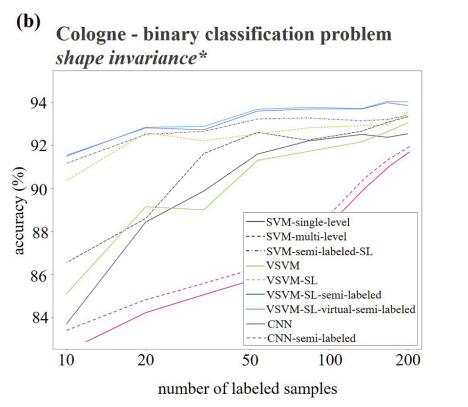 (b)
Cologne - binary classification problem
shape invariance*
accuracy (%)
94
92
90
88
86
84
SVM-single-level
SVM-multi-level
SVM-semi-labeled-SL
VSVM
VSVM-SL
VSVM-SL-semi-labeled
VSVM-SL-virtual-semi-labeled
CNN
CNN-semi-labeled
10 20 50 100 200
number of labeled samples